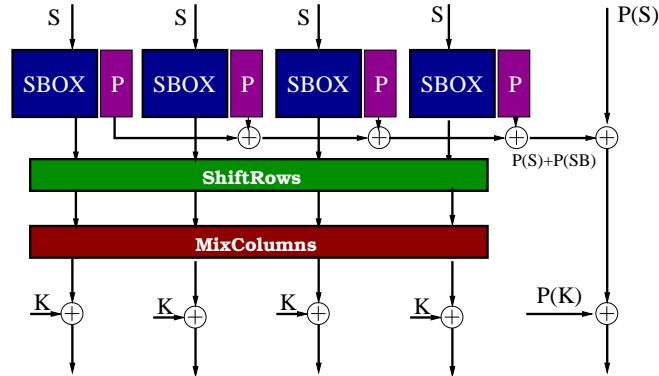 S S S S P(S)
SBOX P SBOX P SBOX P SBOX P
P(S)+P(SB)
ShiftRows
MixColumns
K K K K P(K)